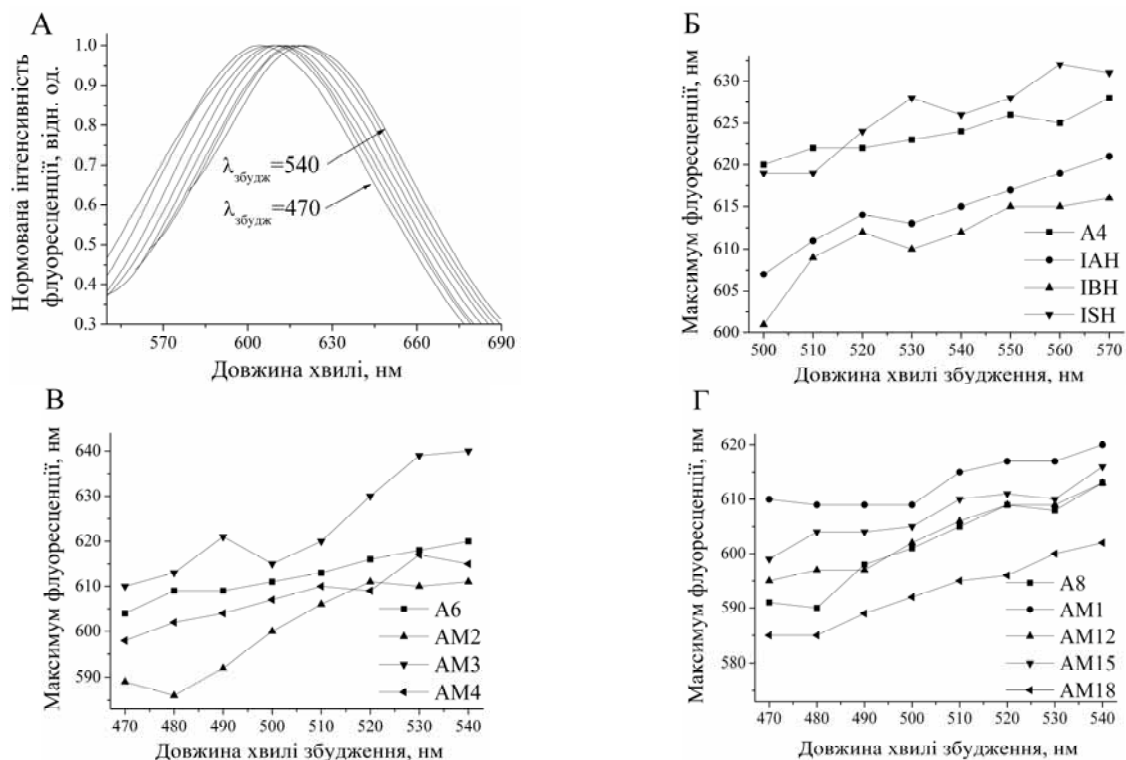 А
Нормована інтенсивність
флуоресценції, відн. од.
1.0
0.9
0.8
0.7
0.6
0.5
0.4
0.3
λзбудж=540
λзбудж=470
570 600 630 660 690
Довжина хвилі, нм
Б
Максимум флуоресценції, нм
630
625
620
615
610
605
600
A4
IAH
IBH
ISH
500 510 520 530 540 550 560 570
Довжина хвилі збудження, нм
В
Максимум флуоресценції, нм
640
630
620
610
600
590
A6
AM2
AM3
AM4
470 480 490 500 510 520 530 540
Довжина хвилі збудження, нм
Г
Максимум флуоресценції, нм
620
610
600
590
580
A8
AM1
AM12
AM15
AM18
470 480 490 500 510 520 530 540
Довжина хвилі збудження, нм